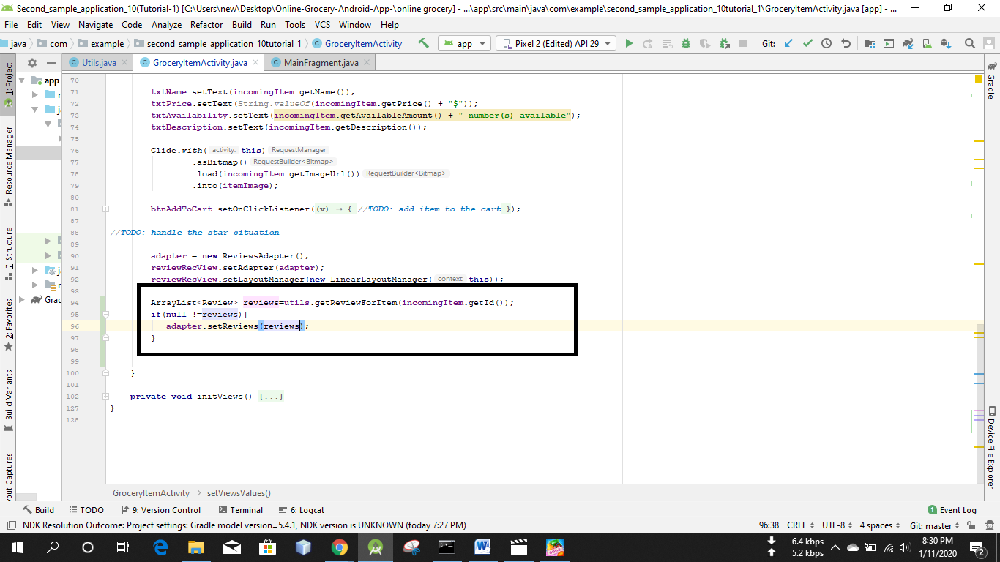 Second_sample_application_10(Tutorial-1) [C:\Users\new\Desktop\Online-Grocery-Android-App-\online grocery] - ...\app\src\main\java\com\example\second_sample_application_10tutorial_1\GroceryItemActivity.java [app] - ...
File Edit View Navigate Code Analyze Refactor Build Run Tools VCS Window Help
java com example second_sample_application_10tutorial_1 GroceryItemActivity app Pixel 2 (Edited) API 29 Git:
1: Project
Resource Manager
7: Structure
2: Favorites
Build Variants
yout Captures
app
ja
ja
Grac
Utils.java GroceryItemActivity.java MainFragment.java
70
71 txtName.setText(incomingItem.getName());
72 txtPrice.setText(String.valueOf(incomingItem.getPrice() + "$"));
73 txtAvailability.setText(incomingItem.getAvailableAmount() + " number(s) available");
74 txtDescription.setText(incomingItem.getDescription());
75
76 Glide.with( activity: this) RequestManager
77 .asBitmap() RequestBuilder<Bitmap>
78 .load(incomingItem.getImageUrl()) RequestBuilder<Bitmap>
79 .into(itemImage);
80
81 btnAddToCart.setOnClickListener((v) → { //TODO: add item to the cart });
87
88 //TODO: handle the star situation
89
90 adapter = new ReviewsAdapter();
91 reviewRecView.setAdapter(adapter);
92 reviewRecView.setLayoutManager(new LinearLayoutManager( context: this));
93
94 ArrayList<Review> reviews=utils.getReviewForItem(incomingItem.getId());
95 if(null !=reviews){
96 adapter.setReviews(reviews);
97 }
98
99
100 }
101
102 private void initViews() {...}
127 }
128
Gradle
Device File Explorer
GroceryItemActivity › setViewsValues()
Build TODO 9: Version Control Terminal 6: Logcat 1 Event Log
NDK Resolution Outcome: Project settings: Gradle model version=5.4.1, NDK version is UNKNOWN (today 7:27 PM) 96:38 CRLF UTF-8 4 spaces Git: master
6.4 kbps
5.2 kbps
8:30 PM
1/11/2020
2